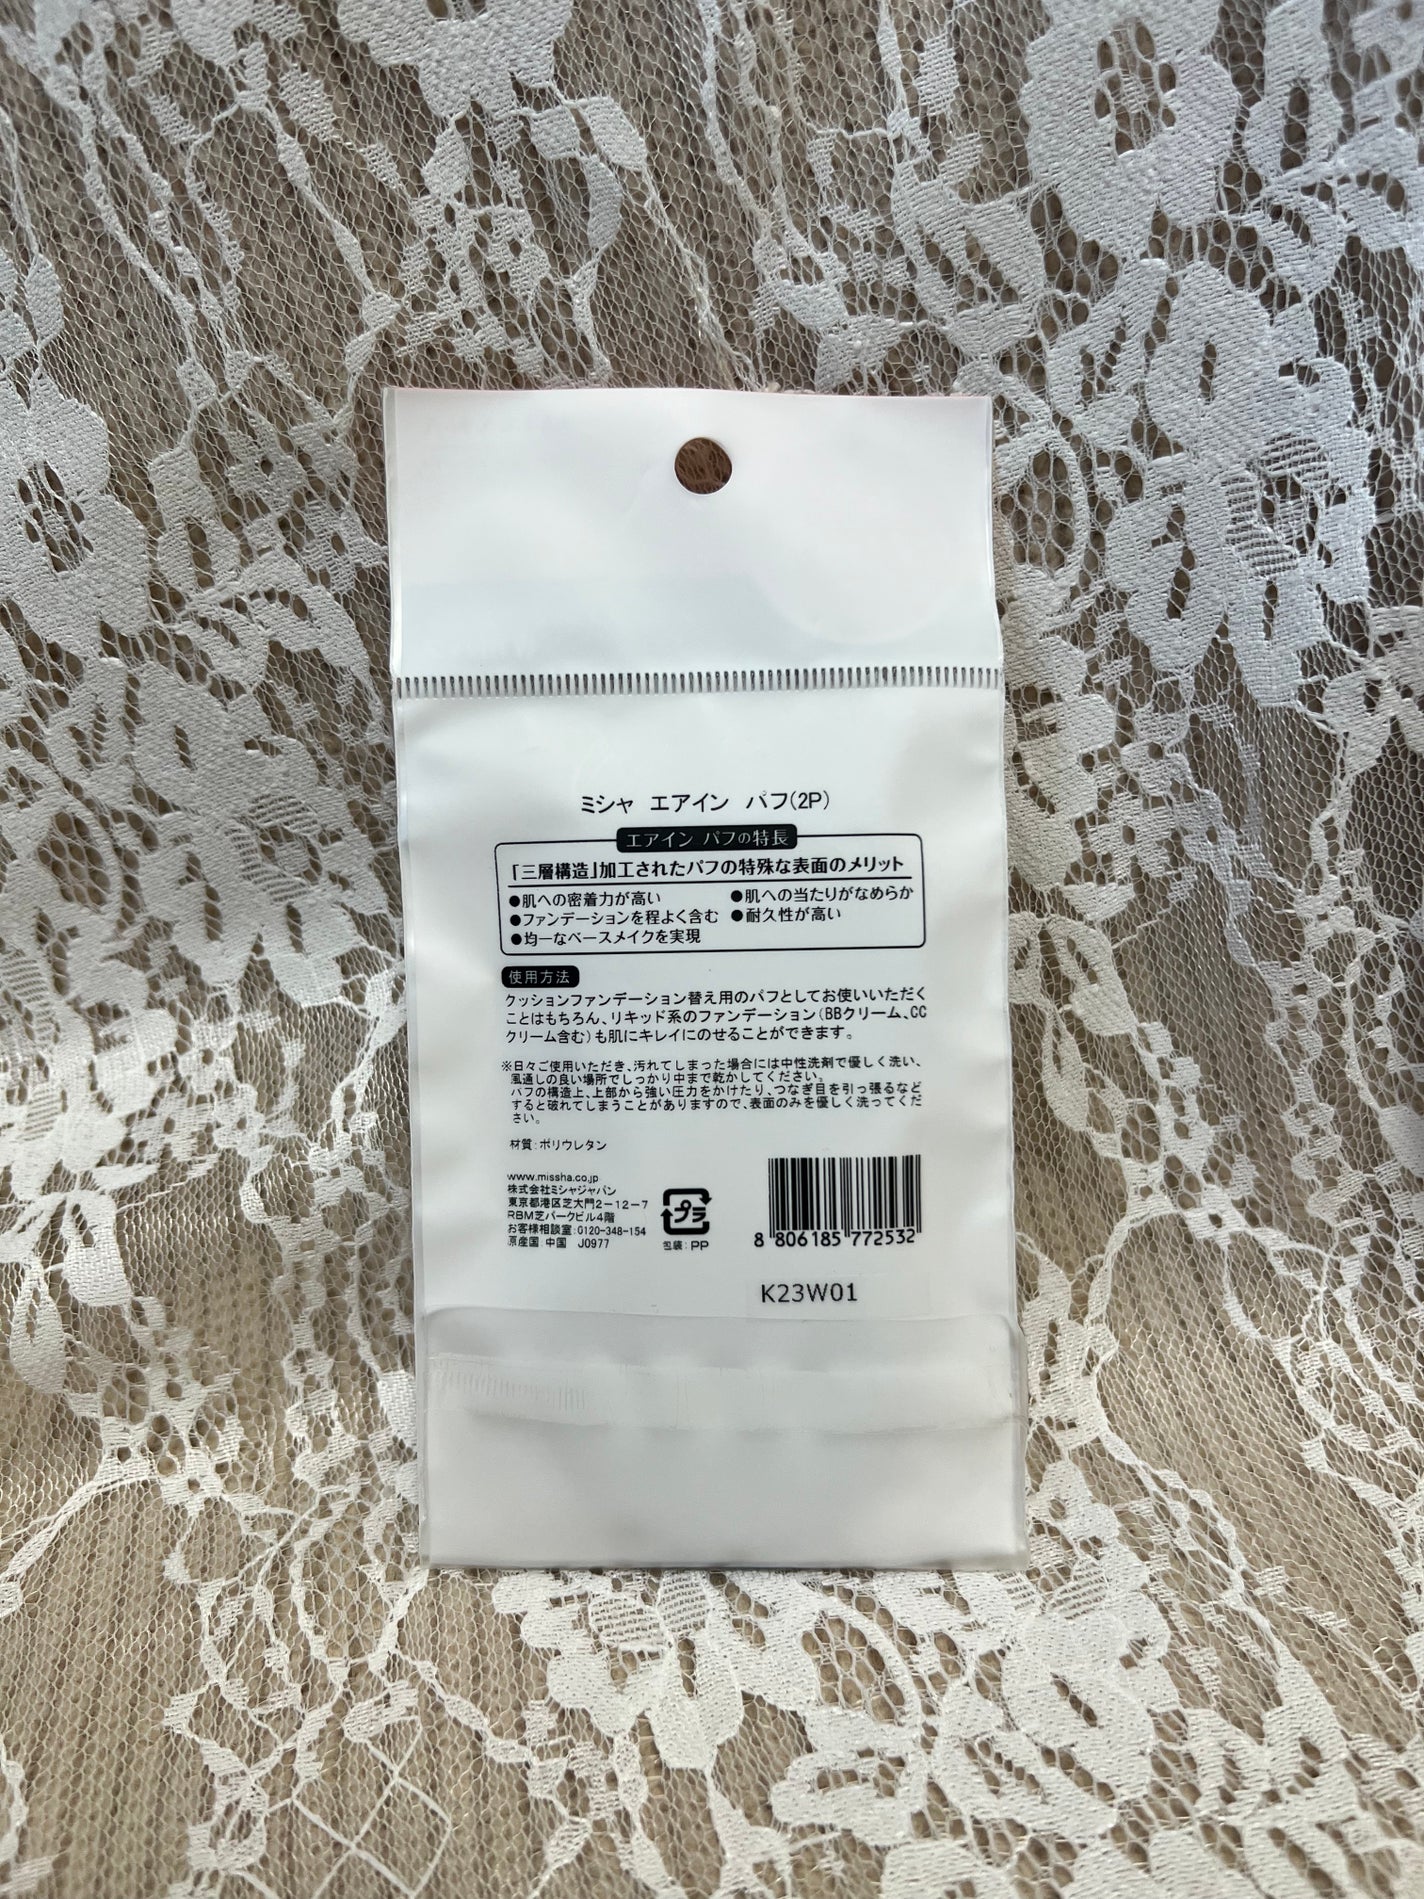 ミシャ エアイン パフ(2P)
エアイン パフの特長
「三層構造」加工されたパフの特殊な表面のメリット
●肌への密着力が高い ●肌への当たりがなめらか
●ファンデーションを程よく含む ●耐久性が高い
●均一なベースメイクを実現
使用方法
クッションファンデーション替え用のパフとしてお使いいただく
ことはもちろん、リキッド系のファンデーション(BBクリーム、CC
クリーム含む)も肌にキレイにのせることができます。
※日々ご使用いただき、汚れてしまった場合には中性洗剤で優しく洗い、
風通しの良い場所でしっかり中まで乾かしてください。
パフの構造上、上部から強い圧力をかけたり、つなぎ目を引っ張るなど
すると破れてしまうことがありますので、表面のみを優しく洗ってくだ
さい。
材質：ポリウレタン
www.missha.co.jp
株式会社ミシャジャパン
東京都港区芝大門2－12－7
RBM芝パークビル4階
お客様相談室：0120-348-154
原産国：中国 J0977
プラ
包装：PP
8 806185 772532
K23W01